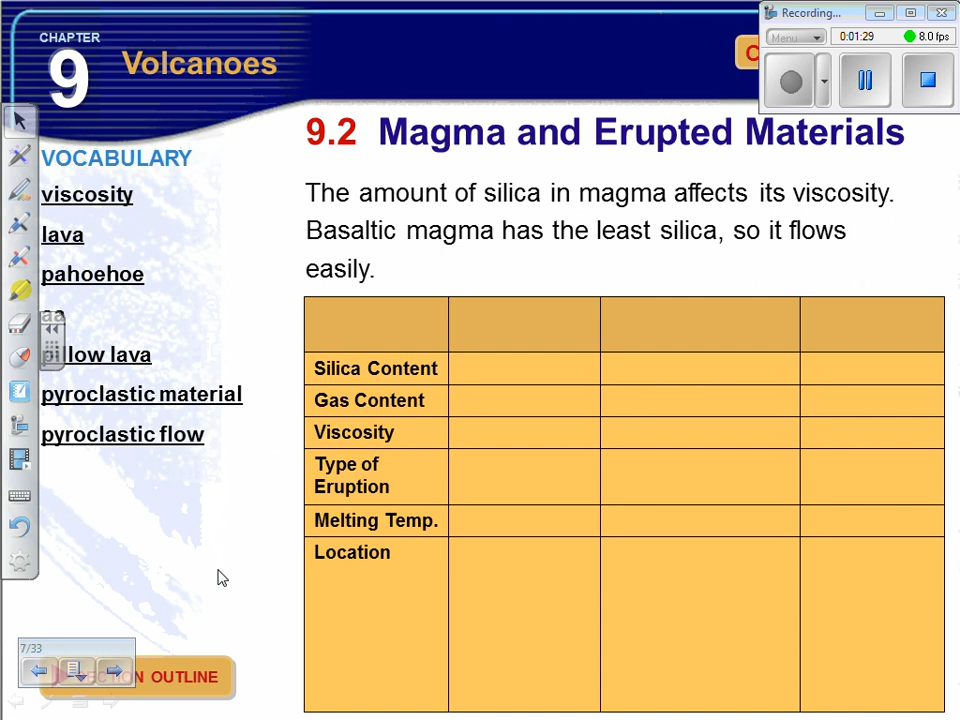 CHAPTER
9
Volcanoes
Recording...
Menu
0:01:29
8.0 fps
9.2 Magma and Erupted Materials
VOCABULARY
viscosity
lava
pahoehoe
aa
pillow lava
pyroclastic material
pyroclastic flow
The amount of silica in magma affects its viscosity.
Basaltic magma has the least silica, so it flows
easily.
Silica Content
Gas Content
Viscosity
Type of
Eruption
Melting Temp.
Location
7/33
OUTLINE